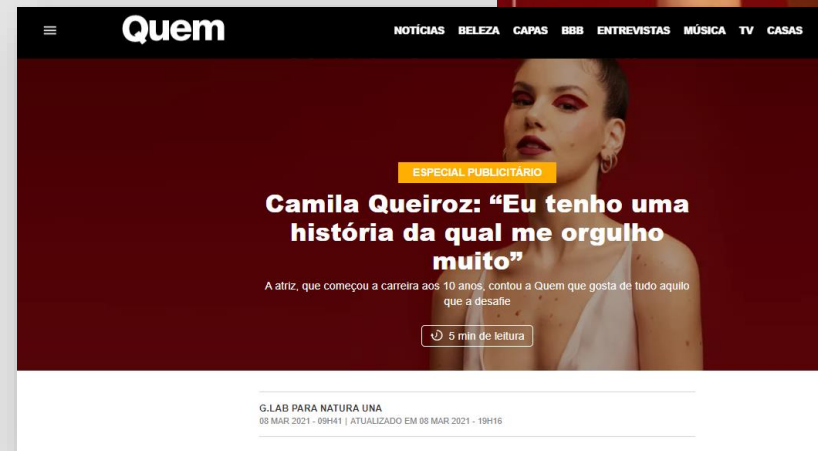 Quem
NOTÍCIAS BELEZA CAPAS BBB ENTREVISTAS MÚSICA TV CASAS
ESPECIAL PUBLICITÁRIO
Camila Queiroz: “Eu tenho uma
história da qual me orgulho
muito”
A atriz, que começou a carreira aos 10 anos, contou a Quem que gosta de tudo aquilo
que a desafie
5 min de leitura
G.LAB PARA NATURA UNA
08 MAR 2021 - 09H41 | ATUALIZADO EM 08 MAR 2021 - 19H16